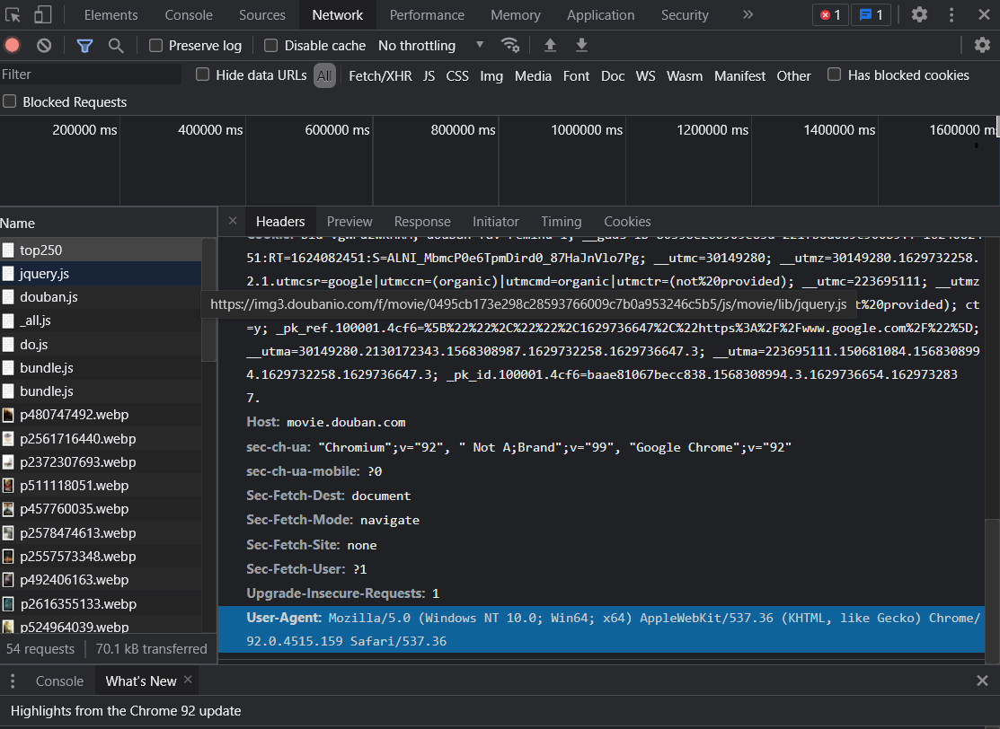 Elements Console Sources Network Performance Memory Application Security » 1 1
Preserve log Disable cache No throttling
Filter Hide data URLs All Fetch/XHR JS CSS Img Media Font Doc WS Wasm Manifest Other Has blocked cookies
Blocked Requests
200000 ms 400000 ms 600000 ms 800000 ms 1000000 ms 1200000 ms 1400000 ms 1600000 m
Name
top250
jquery.js
douban.js
_all.js
do.js
bundle.js
bundle.js
p480747492.webp
p2561716440.webp
p2372307693.webp
p511118051.webp
p457760035.webp
p2578474613.webp
p2557573348.webp
p492406163.webp
p2616355133.webp
p524964039.webp
54 requests 70.1 kB transferred
Headers Preview Response Initiator Timing Cookies
51:RT=1624082451:S=ALNI_MbmcP0e6TpmDird0_87HaJnVlo7Pg; __utmc=30149280; __utmz=30149280.1629732258.
2.1.utmcsr=google|utmccn=(organic)|utmcmd=organic|utmctr=(not%20provided); __utmc=223695111; __utmz
https://img3.doubanio.com/f/movie/0495cb173e298c28593766009c7b0a953246c5b5/js/movie/lib/jquery.js t%20provided); ct
=y; _pk_ref.100001.4cf6=%5B%22%22%2C%22%22%2C1629736647%2C%22https%3A%2F%2Fwww.google.com%2F%22%5D;
__utma=30149280.2130172343.1568308987.1629732258.1629736647.3; __utma=223695111.150681084.156830899
4.1629732258.1629736647.3; _pk_id.100001.4cf6=baae81067becc838.1568308994.3.1629736654.162973283
7.
Host: movie.douban.com
sec-ch-ua: "Chromium";v="92", " Not A;Brand";v="99", "Google Chrome";v="92"
sec-ch-ua-mobile: ?0
Sec-Fetch-Dest: document
Sec-Fetch-Mode: navigate
Sec-Fetch-Site: none
Sec-Fetch-User: ?1
Upgrade-Insecure-Requests: 1
User-Agent: Mozilla/5.0 (Windows NT 10.0; Win64; x64) AppleWebKit/537.36 (KHTML, like Gecko) Chrome/
92.0.4515.159 Safari/537.36
Console What's New
Highlights from the Chrome 92 update